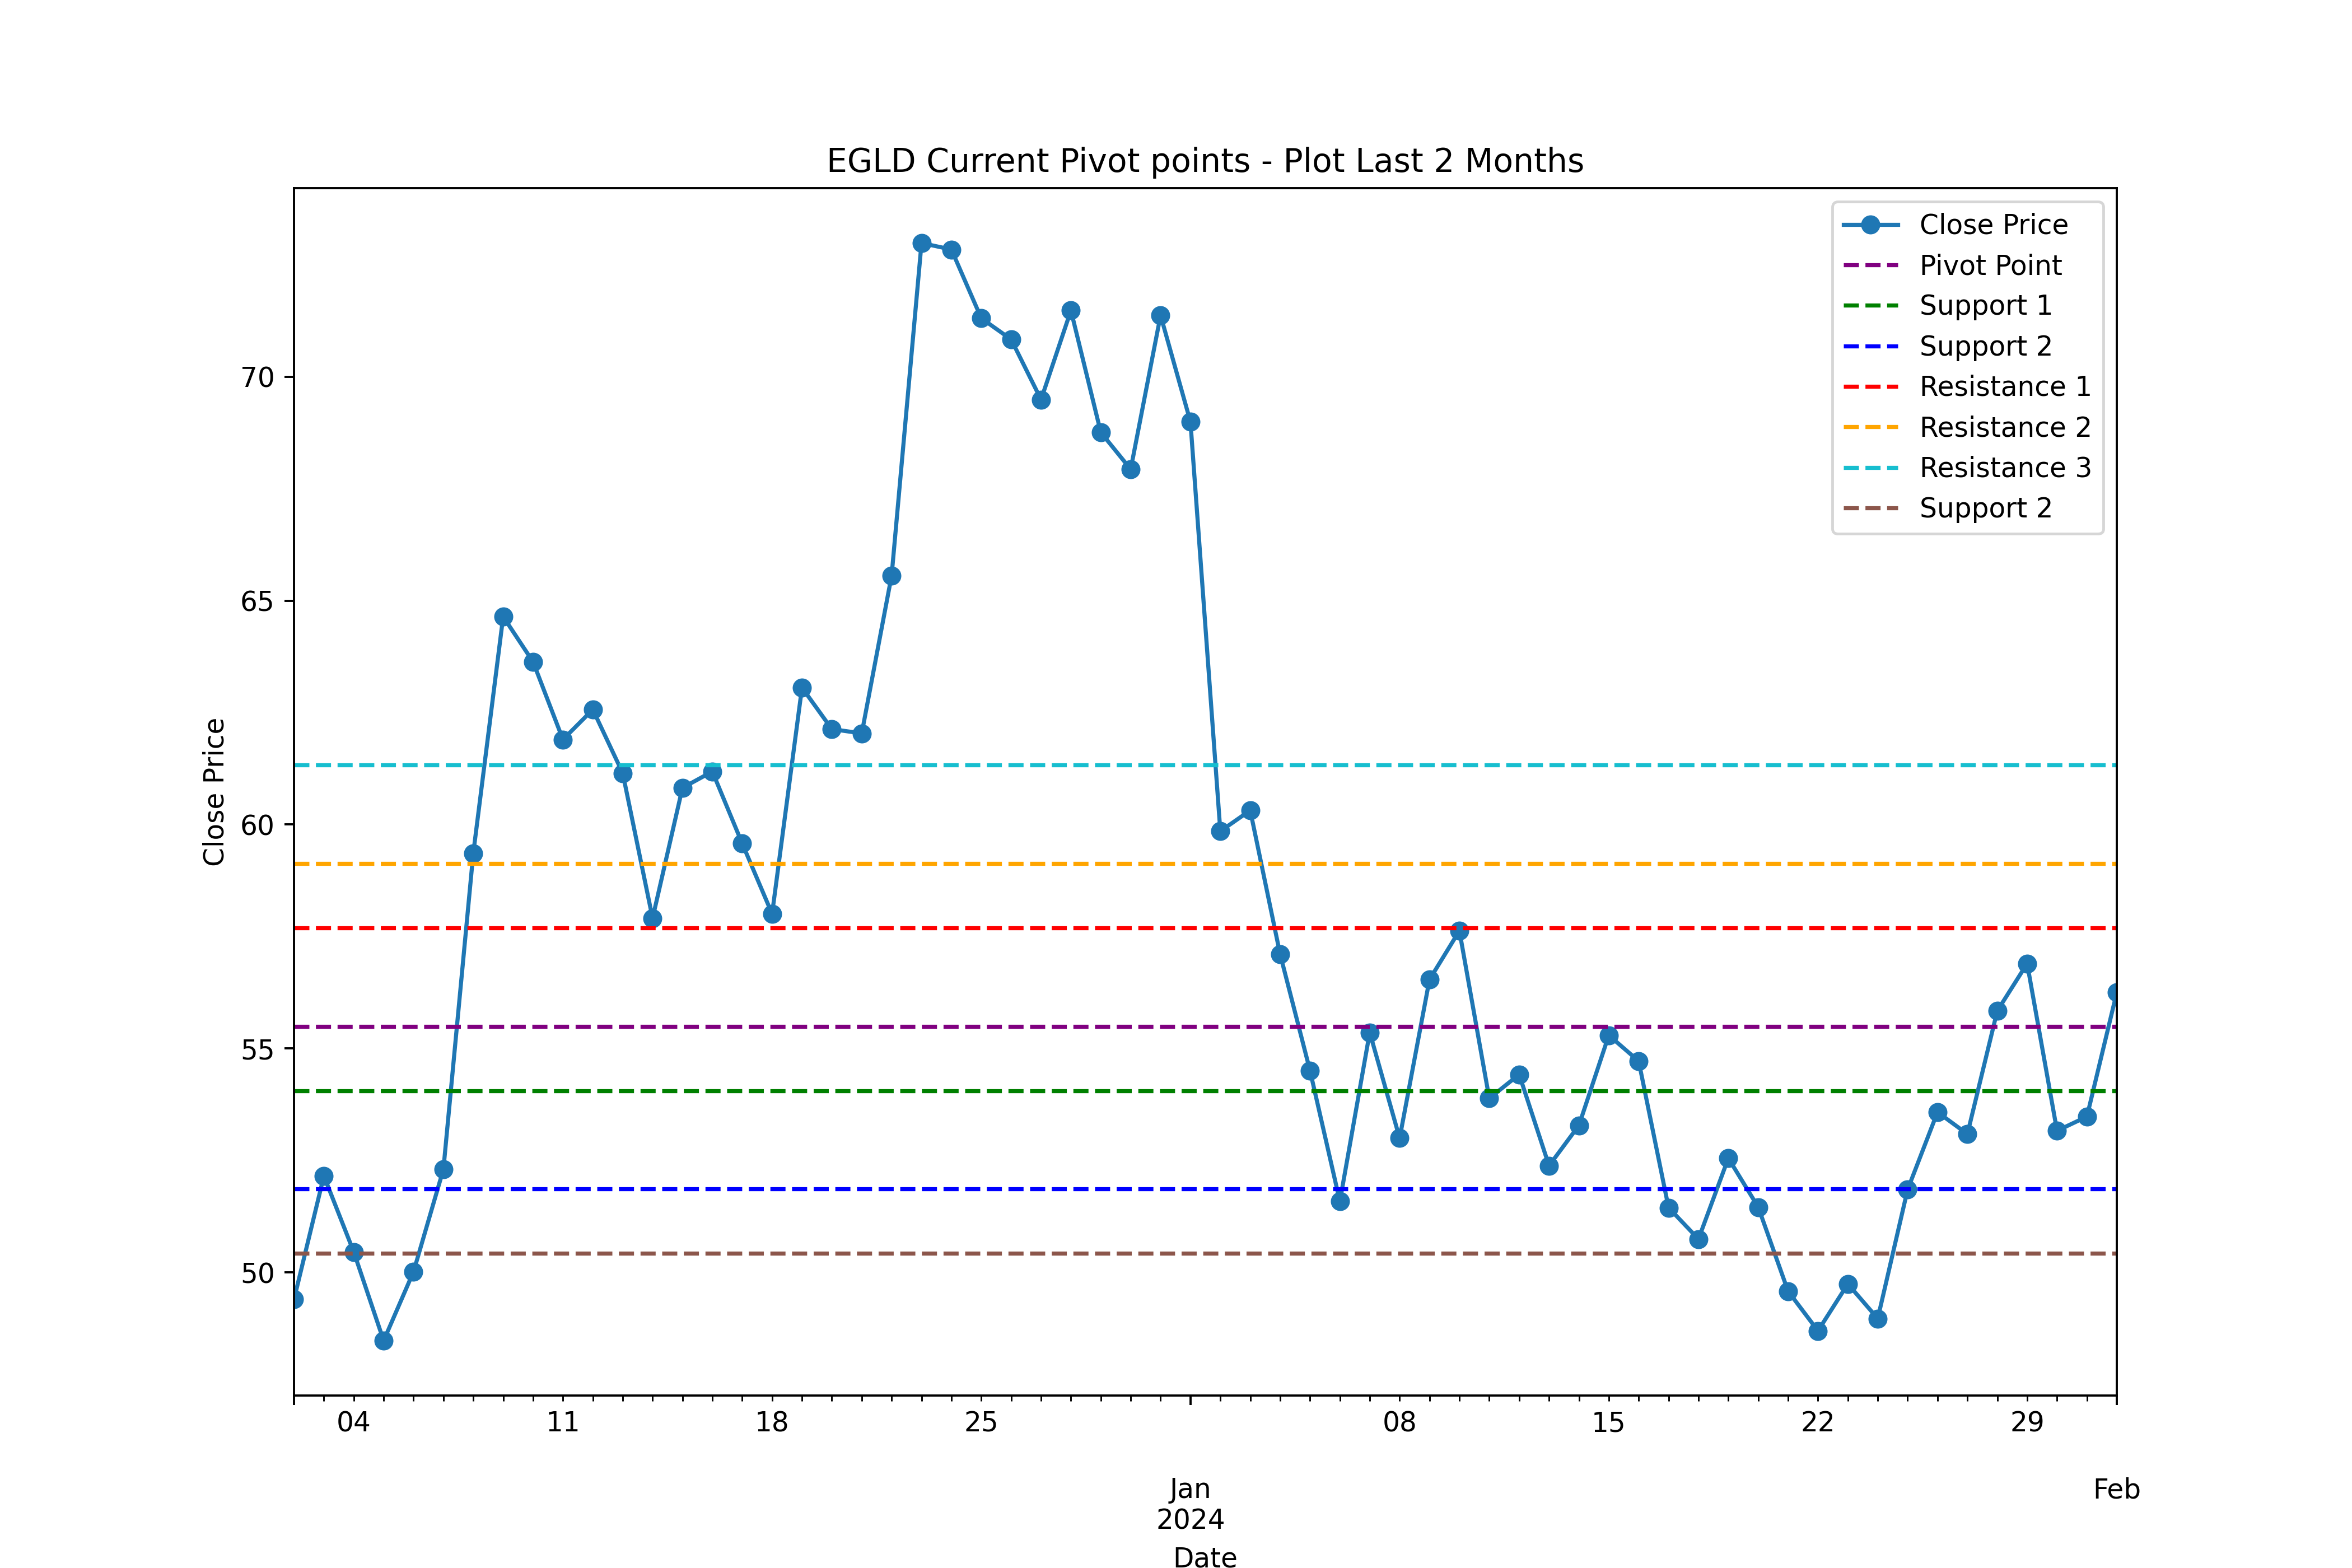 EGLD Current Pivot points - Plot Last 2 Months
Close Price
Pivot Point
Support 1
Support 2
Resistance 1
Resistance 2
Resistance 3
Support 2
Close Price
70
65
60
55
50
04 11 18 25 08 15 22 29
Jan Feb
2024
Date